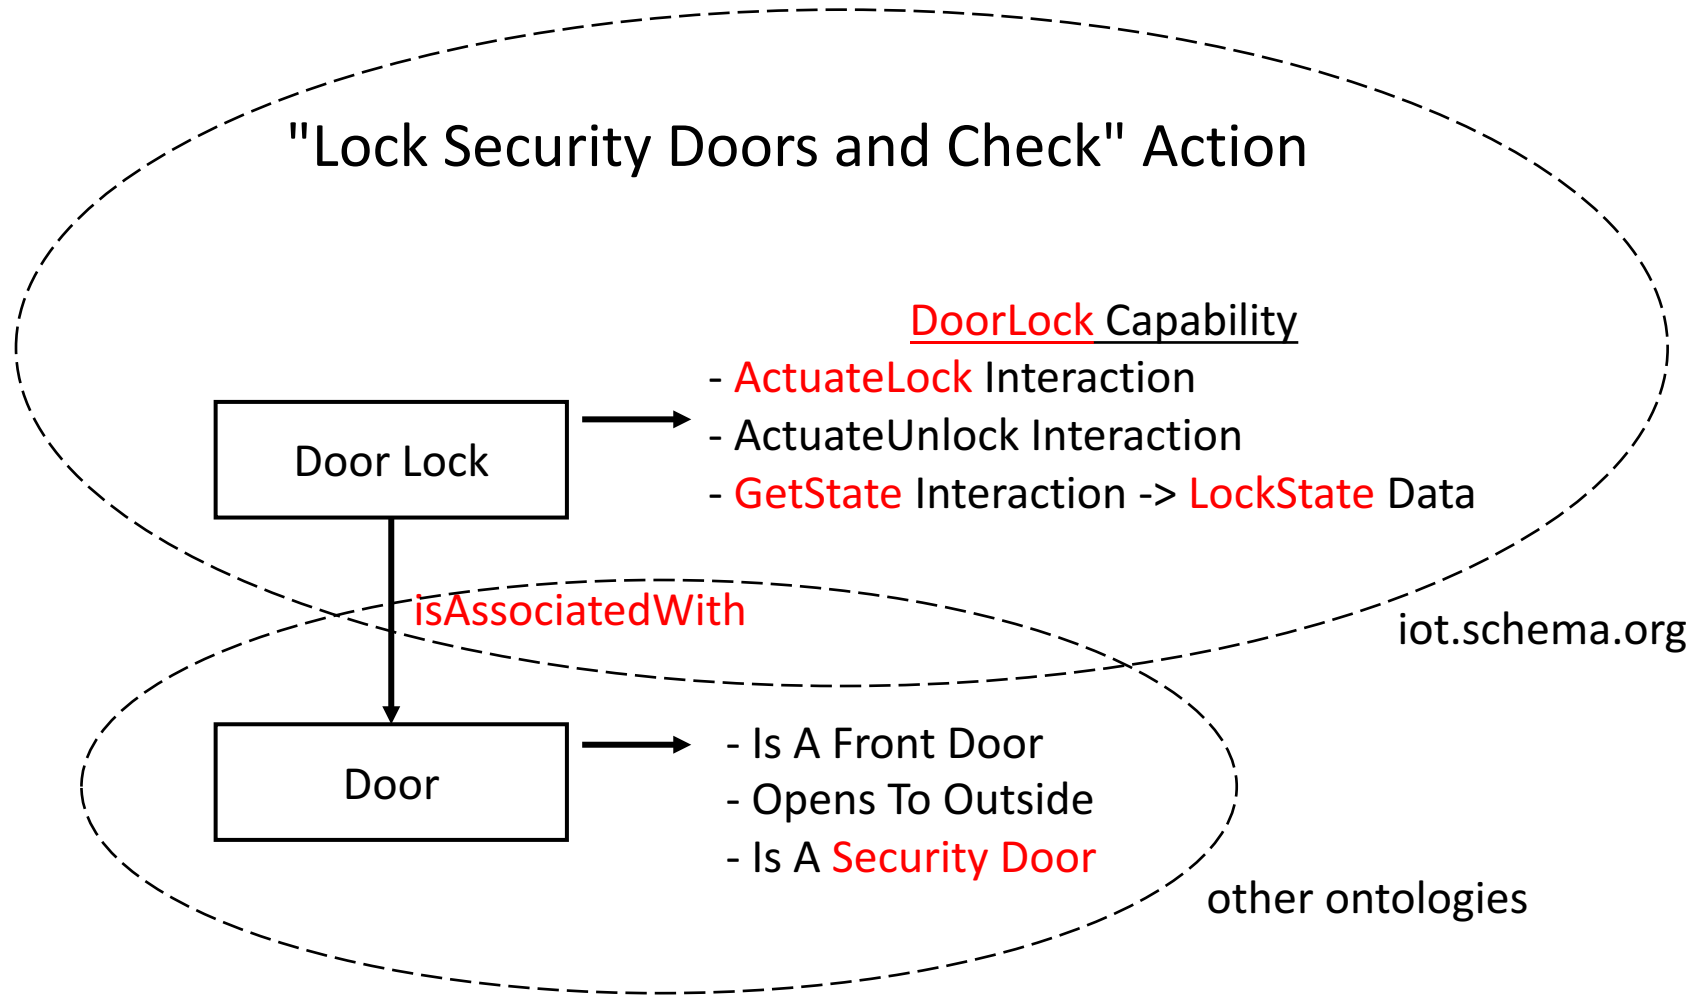 "Lock Security Doors and Check" Action
DoorLock Capability
- ActuateLock Interaction
- ActuateUnlock Interaction
- GetState Interaction -> LockState Data
Door Lock
isAssociatedWith
iot.schema.org
Door
- Is A Front Door
- Opens To Outside
- Is A Security Door
other ontologies